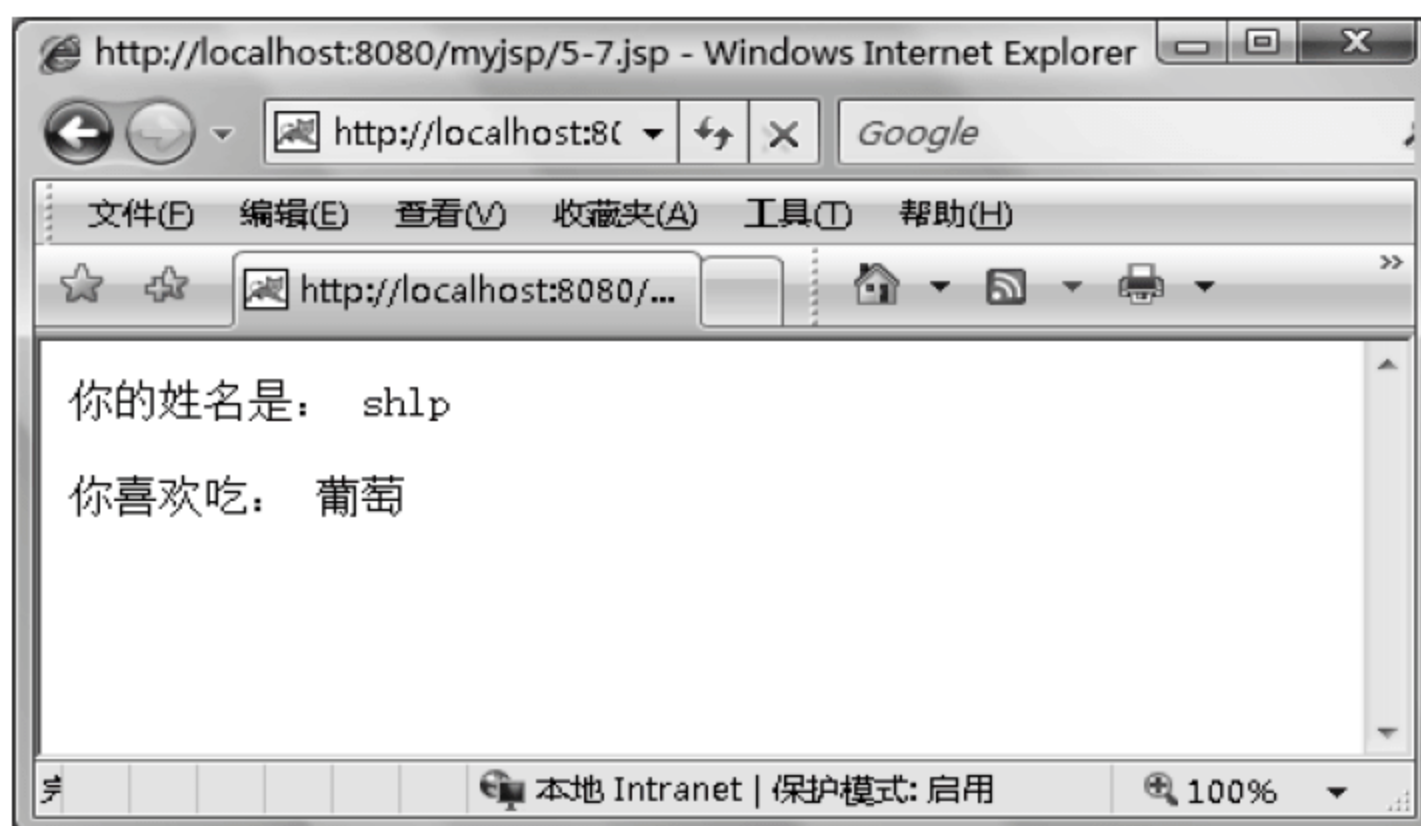 http://localhost:8080/myjsp/5-7.jsp - Windows Internet Explorer
http://localhost:8( Google
文件(F) 编辑(E) 查看(V) 收藏夹(A) 工具(T) 帮助(H)
http://localhost:8080/...
你的姓名是： shlp
你喜欢吃： 葡萄
本地 Intranet | 保护模式: 启用 100%